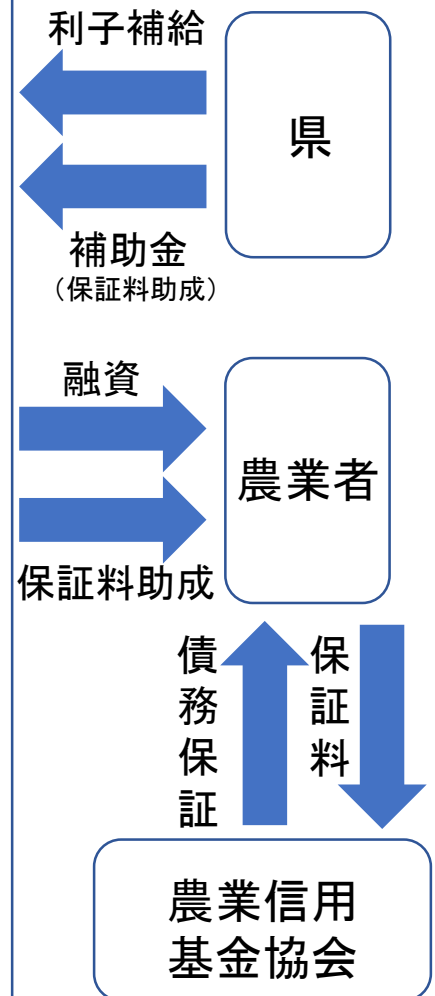 利子補給
県
補助金
（保証料助成）
融資
農業者
保証料助成
債務保証
保証料
農業信用
基金協会